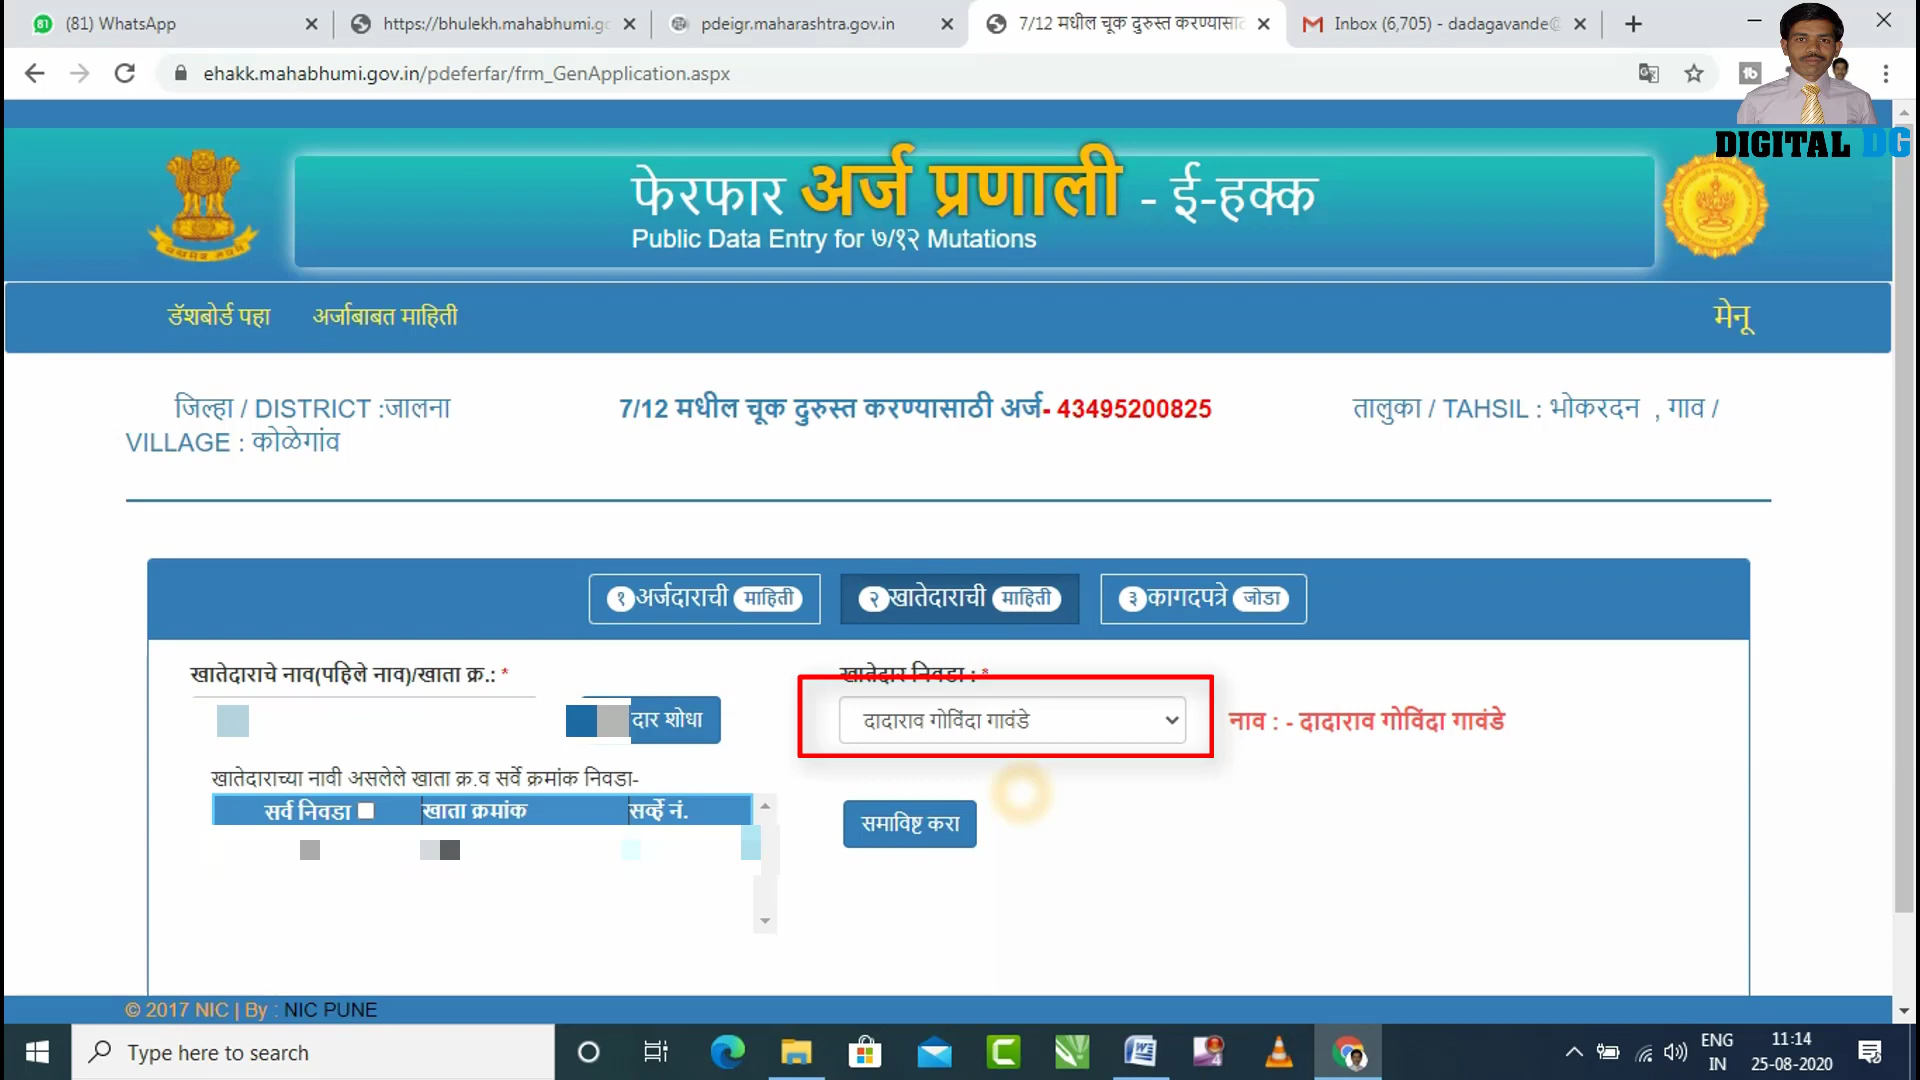 (81) WhatsApp
https://bhulekh.mahabhumi.gc
pdeigr.maharashtra.gov.in
7/12 मधील चूक दुरुस्त करण्यासा
Inbox (6,705) - dadagavande@
ehakk.mahabhumi.gov.in/pdeferfar/frm_GenApplication.aspx
DIGITAL DG
फेरफार अर्ज प्रणाली - ई-हक्क
Public Data Entry for ७/१२ Mutations
डॅशबोर्ड पहा अर्जाबाबत माहिती मेनू
जिल्हा / DISTRICT :जालना 7/12 मधील चूक दुरुस्त करण्यासाठी अर्ज- 43495200825 तालुका / TAHSIL : भोकरदन , गाव /
VILLAGE : कोळेगांव
१ अर्जदाराची माहिती २ खातेदाराची माहिती ३ कागदपत्रे जोडा
खातेदाराचे नाव(पहिले नाव)/खाता क्र.: * खातेदार निवडा : *
दार शोधा दादाराव गोविंदा गावंडे नाव : - दादाराव गोविंदा गावंडे
खातेदाराच्या नावी असलेले खाता क्र.व सर्वे क्रमांक निवडा-
सर्व निवडा खाता क्रमांक सर्व्हे नं.
समाविष्ट करा
© 2017 NIC | By : NIC PUNE
Type here to search
ENG
IN
11:14
25-08-2020